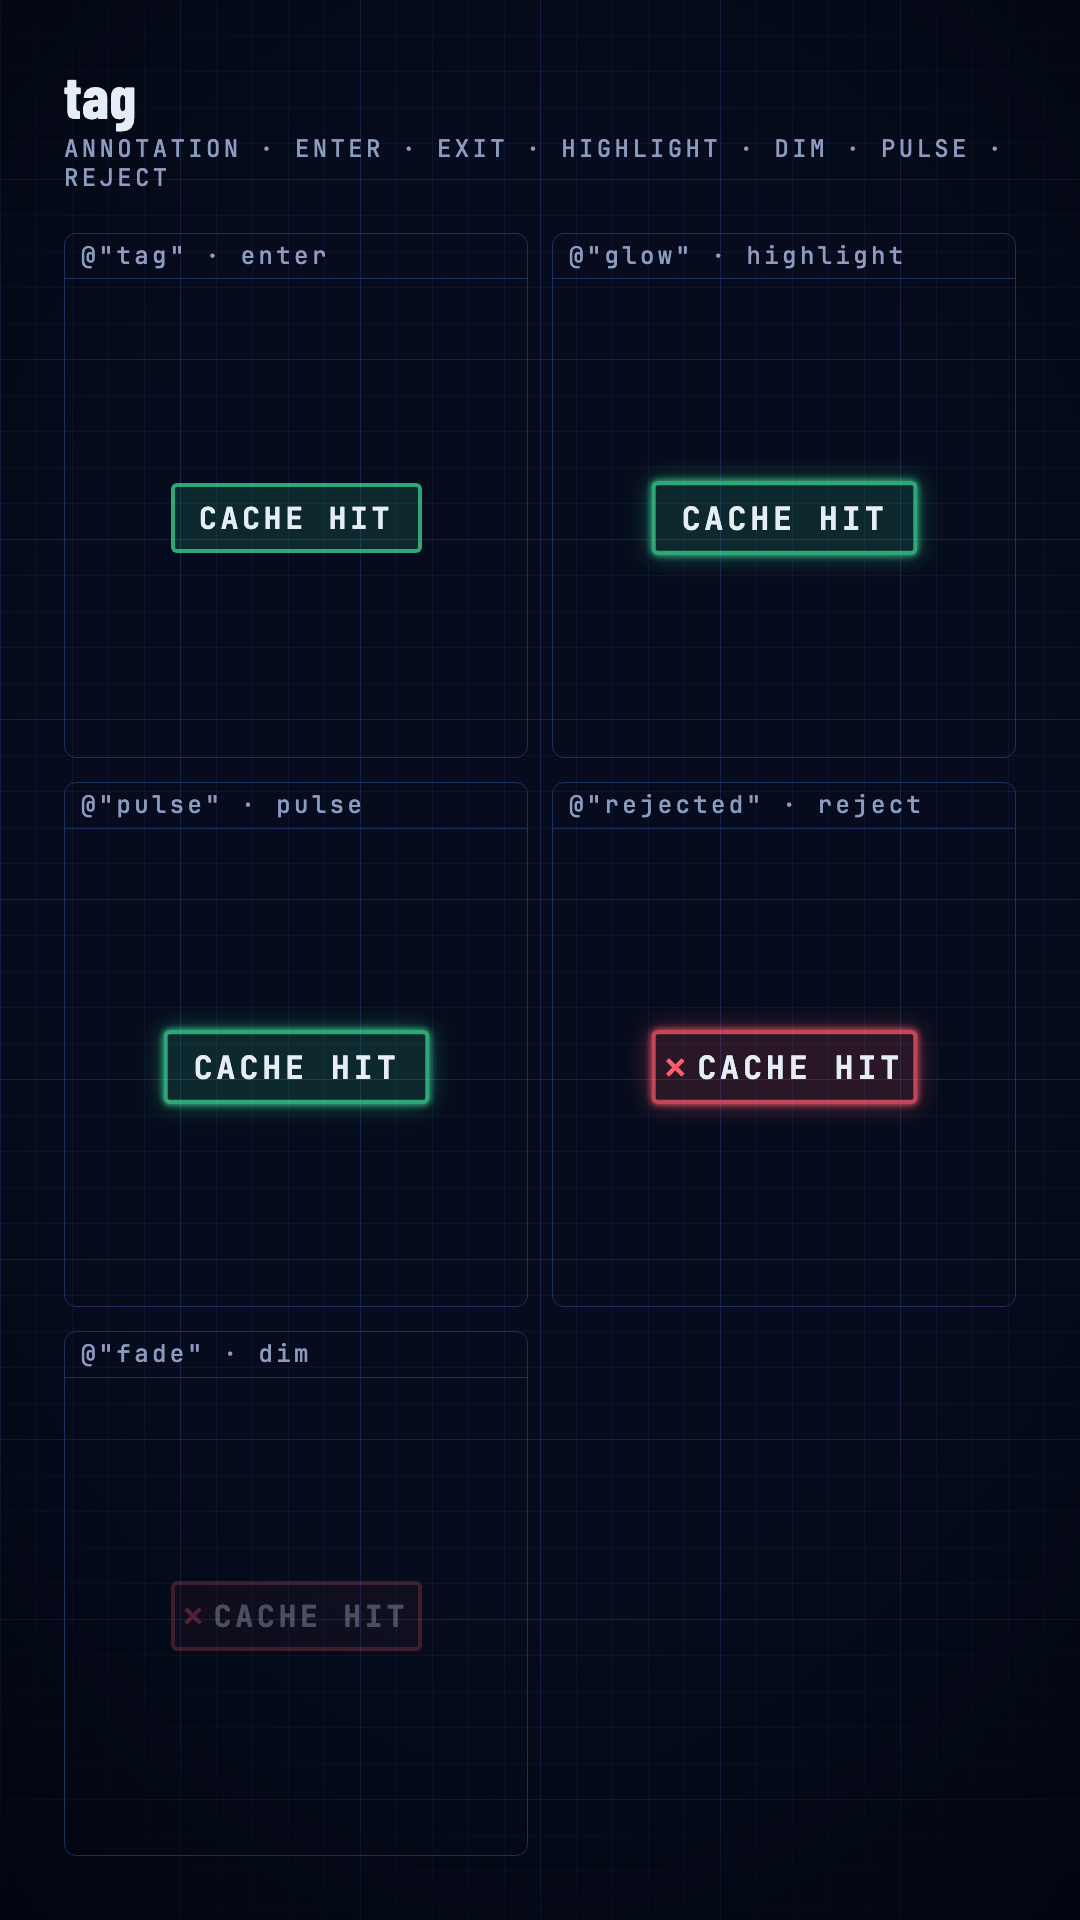 tag
ANNOTATION · ENTER · EXIT · HIGHLIGHT · DIM · PULSE ·
REJECT
@"tag" · enter
@"glow" · highlight
CACHE HIT
CACHE HIT
@"pulse" · pulse
@"rejected" · reject
CACHE HIT
× CACHE HIT
@"fade" · dim
× CACHE HIT